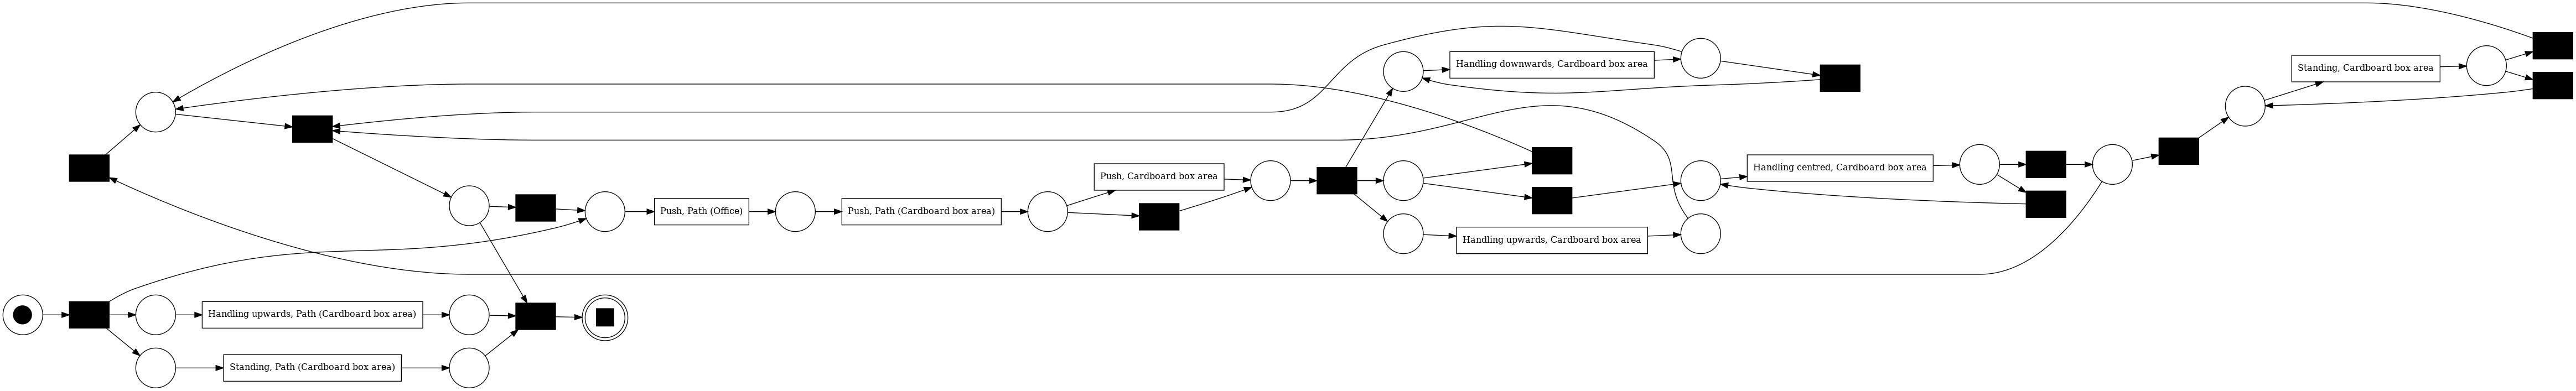 Handling downwards, Cardboard box area
Standing, Cardboard box area
Push, Cardboard box area
Handling centred, Cardboard box area
Push, Path (Office)
Push, Path (Cardboard box area)
Handling upwards, Cardboard box area
Handling upwards, Path (Cardboard box area)
Standing, Path (Cardboard box area)